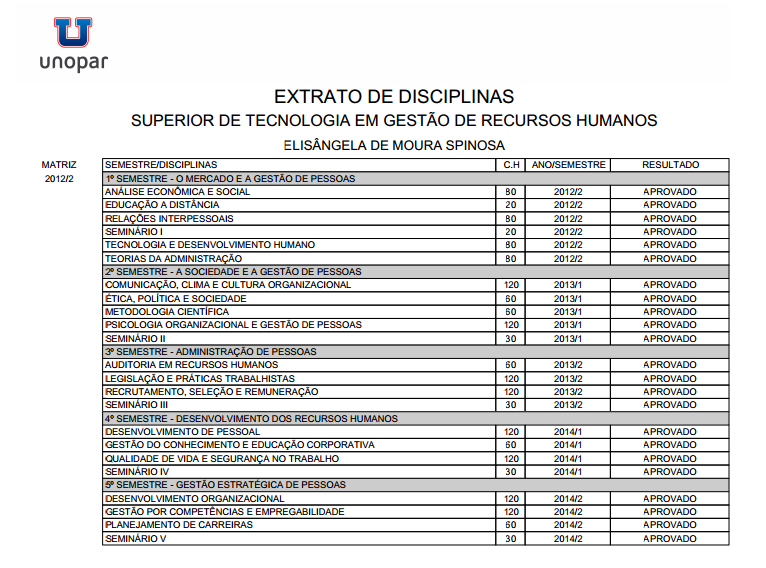 unopar
EXTRATO DE DISCIPLINAS
SUPERIOR DE TECNOLOGIA EM GESTÃO DE RECURSOS HUMANOS
ELISÂNGELA DE MOURA SPINOSA
MATRIZ SEMESTRE/DISCIPLINAS C.H ANO/SEMESTRE RESULTADO
2012/2 1º SEMESTRE - O MERCADO E A GESTÃO DE PESSOAS
ANÁLISE ECONÔMICA E SOCIAL 80 2012/2 APROVADO
EDUCAÇÃO A DISTÂNCIA 20 2012/2 APROVADO
RELAÇÕES INTERPESSOAIS 80 2012/2 APROVADO
SEMINÁRIO I 20 2012/2 APROVADO
TECNOLOGIA E DESENVOLVIMENTO HUMANO 80 2012/2 APROVADO
TEORIAS DA ADMINISTRAÇÃO 80 2012/2 APROVADO
2º SEMESTRE - A SOCIEDADE E A GESTÃO DE PESSOAS
COMUNICAÇÃO, CLIMA E CULTURA ORGANIZACIONAL 120 2013/1 APROVADO
ÉTICA, POLÍTICA E SOCIEDADE 60 2013/1 APROVADO
METODOLOGIA CIENTÍFICA 60 2013/1 APROVADO
PSICOLOGIA ORGANIZACIONAL E GESTÃO DE PESSOAS 120 2013/1 APROVADO
SEMINÁRIO II 30 2013/1 APROVADO
3º SEMESTRE - ADMINISTRAÇÃO DE PESSOAS
AUDITORIA EM RECURSOS HUMANOS 60 2013/2 APROVADO
LEGISLAÇÃO E PRÁTICAS TRABALHISTAS 120 2013/2 APROVADO
RECRUTAMENTO, SELEÇÃO E REMUNERAÇÃO 120 2013/2 APROVADO
SEMINÁRIO III 30 2013/2 APROVADO
4º SEMESTRE - DESENVOLVIMENTO DOS RECURSOS HUMANOS
DESENVOLVIMENTO DE PESSOAL 120 2014/1 APROVADO
GESTÃO DO CONHECIMENTO E EDUCAÇÃO CORPORATIVA 60 2014/1 APROVADO
QUALIDADE DE VIDA E SEGURANÇA NO TRABALHO 120 2014/1 APROVADO
SEMINÁRIO IV 30 2014/1 APROVADO
5º SEMESTRE - GESTÃO ESTRATÉGICA DE PESSOAS
DESENVOLVIMENTO ORGANIZACIONAL 120 2014/2 APROVADO
GESTÃO POR COMPETÊNCIAS E EMPREGABILIDADE 120 2014/2 APROVADO
PLANEJAMENTO DE CARREIRAS 60 2014/2 APROVADO
SEMINÁRIO V 30 2014/2 APROVADO